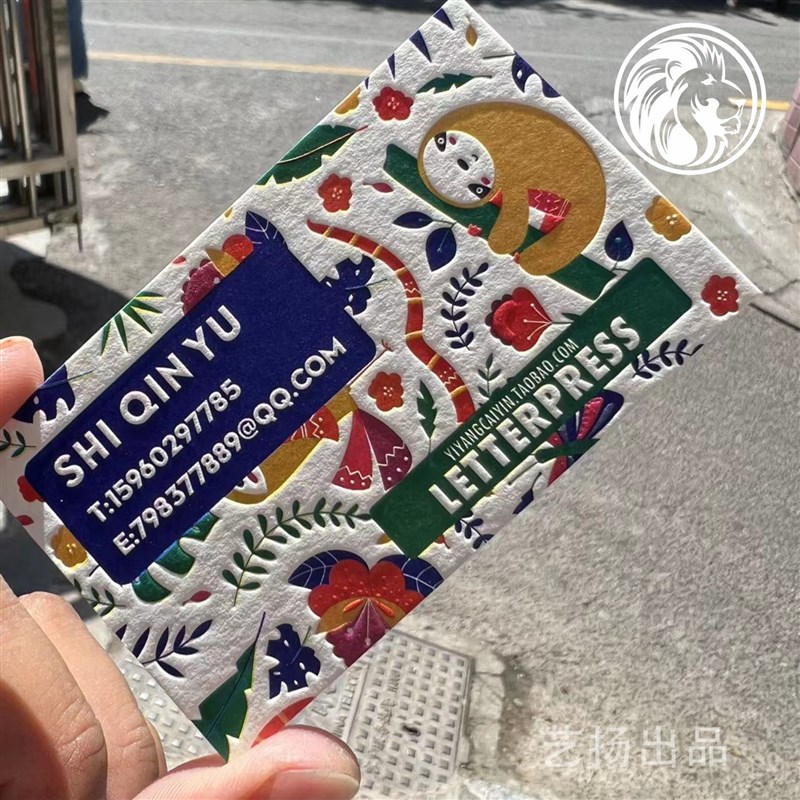 SHI QIN YU
T:15960297785
E:798377889@QQ.COM
YIYANGCAIYIN.TAOBAO.COM
LETTERPRESS
艺扬出品